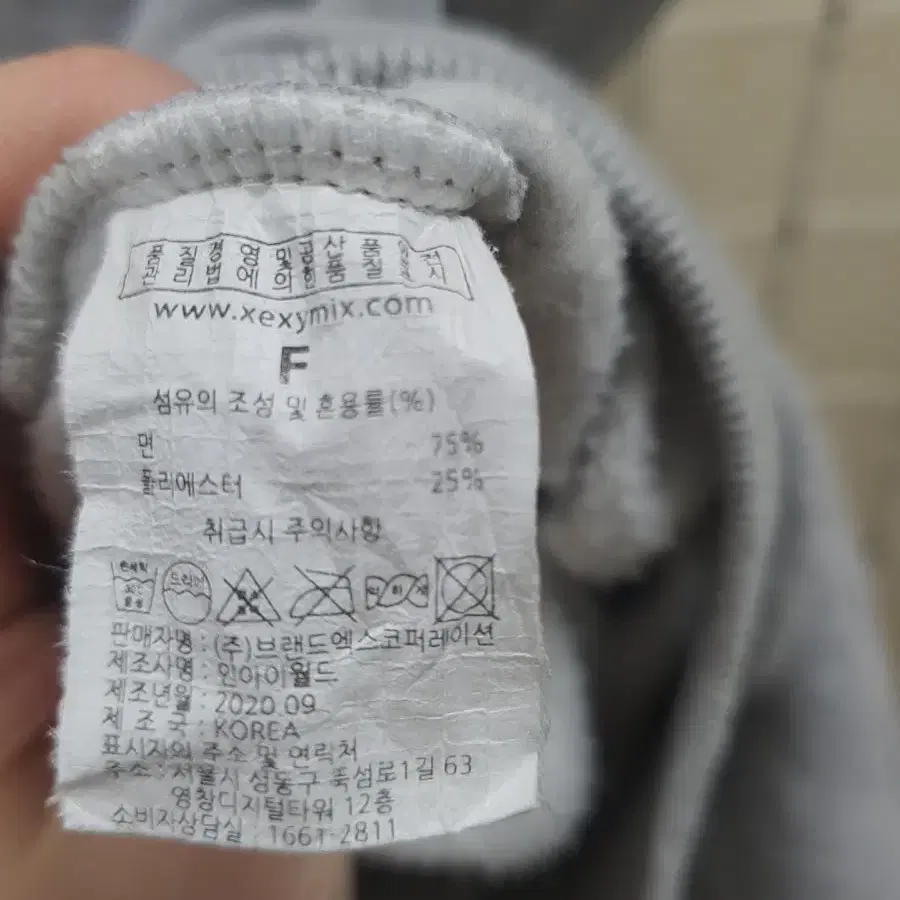 품질경영및공산품안전
관리법에의한품질표시
www.xexymix.com
F
섬유의 조성 및 혼용률(%)
면 75%
폴리에스터 25%
취급시 주의사항
드라이
판매자명 : (주)브랜드엑스코퍼레이션
제조사명 : 인아이월드
제조년월 : 2020.09
제 조 국 : KOREA
표시자의 주소 및 연락처
주소 : 서울시 성동구 뚝섬로1길 63
영창디지털타워 12층
소비자상담실 : 1661-2811